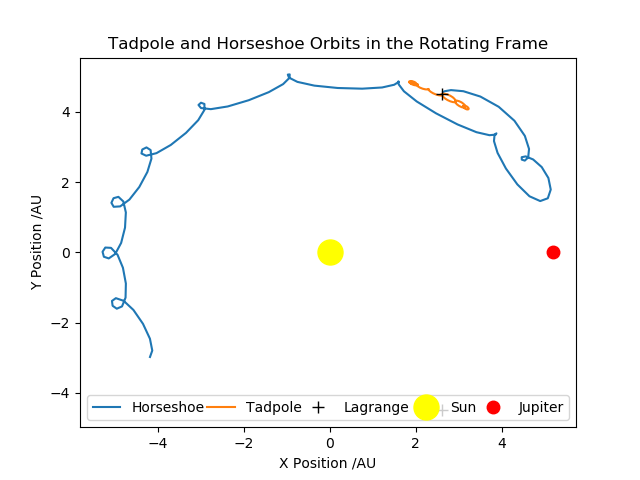 Tadpole and Horseshoe Orbits in the Rotating Frame
4
2
0
−2
−4
Y Position /AU
Horseshoe Tadpole Lagrange Sun Jupiter
−4 −2 0 2 4
X Position /AU